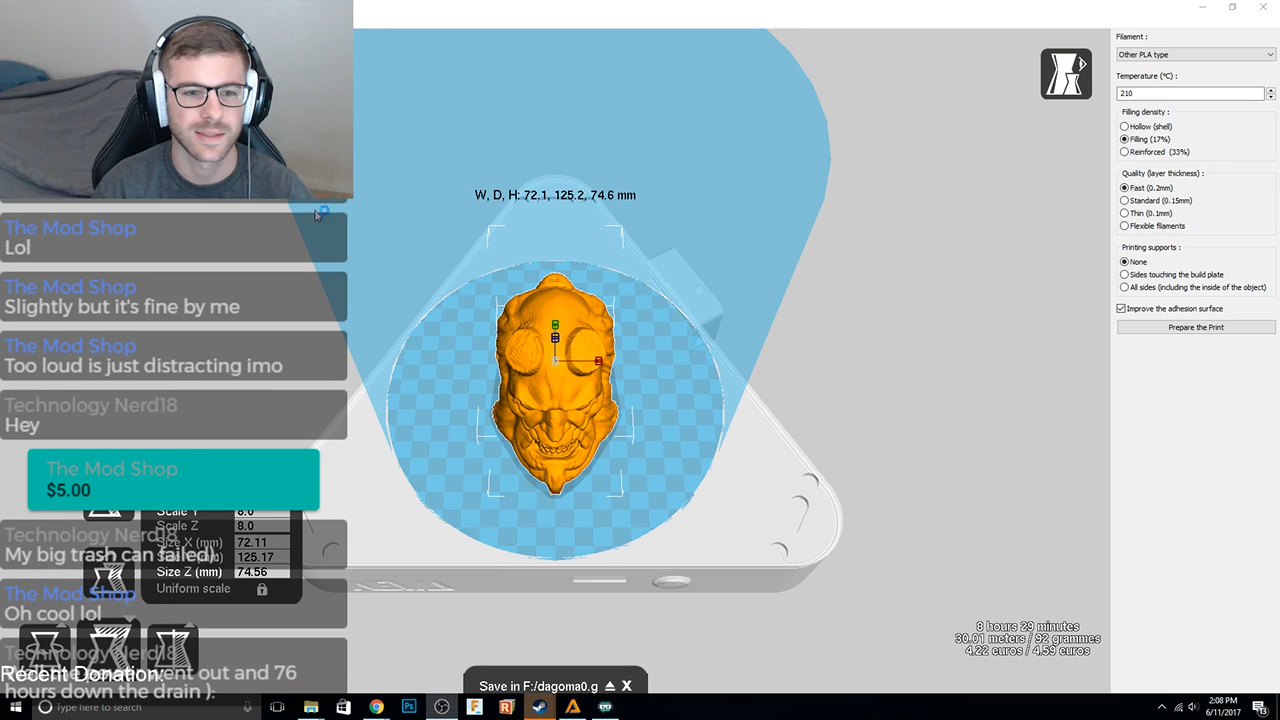 The Mod Shop
Lol
The Mod Shop
Slightly but it's fine by me
The Mod Shop
Too loud is just distracting imo
Technology Nerd18
Hey
The Mod Shop
$5.00
Technology Nerd18
My big trash can failed):
The Mod Shop
Oh cool lol
Technology Nerd18
went out and 76
hours down the drain ):
Recent Donation:
Scale Y 8.0
Scale Z 8.0
Size X (mm) 72.11
125.17
Size Z (mm) 74.56
Uniform scale
W, D, H: 72.1, 125.2, 74.6 mm
8 hours 29 minutes
30.01 meters / 92 grammes
4.22 euros / 4.59 euros
Save in F:/dagoma0.g
Filament :
Other PLA type
Temperature (°C) :
210
Filling density :
Hollow (shell)
Filling (17%)
Reinforced (33%)
Quality (layer thickness) :
Fast (0.2mm)
Standard (0.15mm)
Thin (0.1mm)
Flexible filaments
Printing supports :
None
Sides touching the build plate
All sides (including the inside of the object)
Improve the adhesion surface
Prepare the Print
Type here to search
2:08 PM
6/11/2017
13